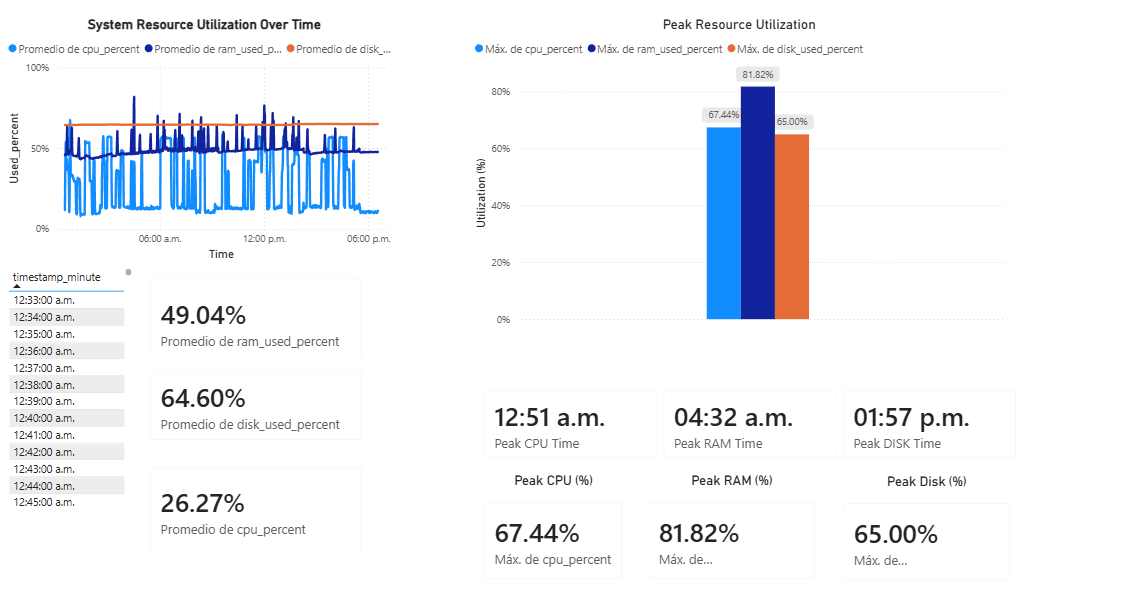 System Resource Utilization Over Time
Promedio de cpu_percent Promedio de ram_used_p... Promedio de disk_...
100%
50%
0%
Used_percent
06:00 a.m. 12:00 p.m. 06:00 p.m.
Time
timestamp_minute
12:33:00 a.m.
12:34:00 a.m.
12:35:00 a.m.
12:36:00 a.m.
12:37:00 a.m.
12:38:00 a.m.
12:39:00 a.m.
12:40:00 a.m.
12:41:00 a.m.
12:42:00 a.m.
12:43:00 a.m.
12:44:00 a.m.
12:45:00 a.m.
49.04%
Promedio de ram_used_percent
64.60%
Promedio de disk_used_percent
26.27%
Promedio de cpu_percent
Peak Resource Utilization
Máx. de cpu_percent Máx. de ram_used_percent Máx. de disk_used_percent
80%
60%
40%
20%
0%
Utilization (%)
67.44%
81.82%
65.00%
12:51 a.m.
Peak CPU Time
04:32 a.m.
Peak RAM Time
01:57 p.m.
Peak DISK Time
Peak CPU (%)
Peak RAM (%)
Peak Disk (%)
67.44%
Máx. de cpu_percent
81.82%
Máx. de...
65.00%
Máx. de...